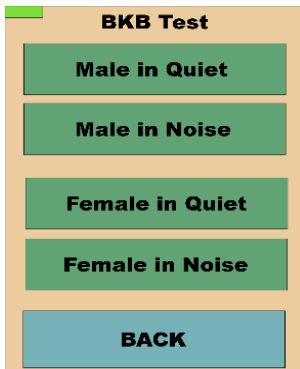 BKB Test
Male in Quiet
Male in Noise
Female in Quiet
Female in Noise
BACK